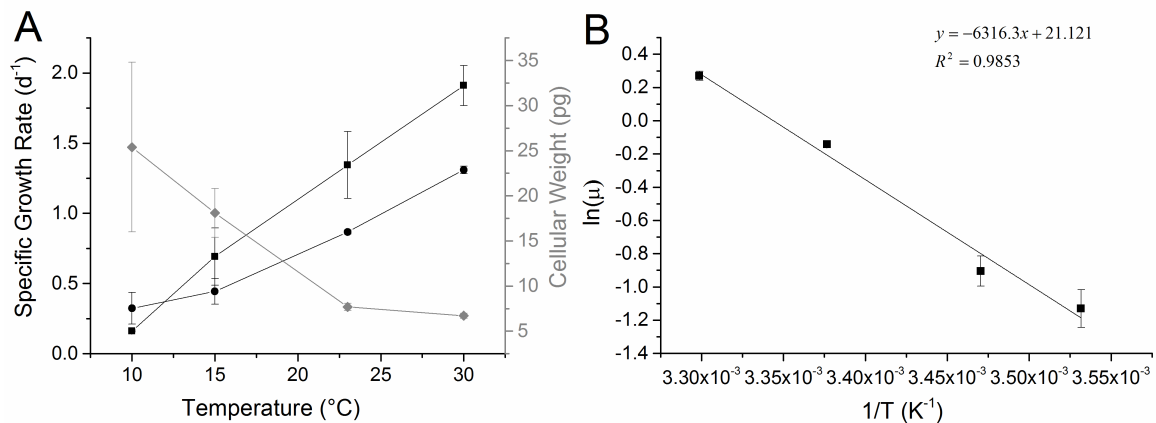 A
Specific Growth Rate (d⁻¹)
2.0
1.5
1.0
0.5
0.0
10
15
20
25
30
Temperature (°C)
35
30
25
20
15
10
5
Cellular Weight (pg)
B
y = −6316.3x + 21.121
R² = 0.9853
ln(μ)
0.4
0.2
0.0
-0.2
-0.4
-0.6
-0.8
-1.0
-1.2
-1.4
3.30x10⁻³
3.35x10⁻³
3.40x10⁻³
3.45x10⁻³
3.50x10⁻³
3.55x10⁻³
1/T (K⁻¹)